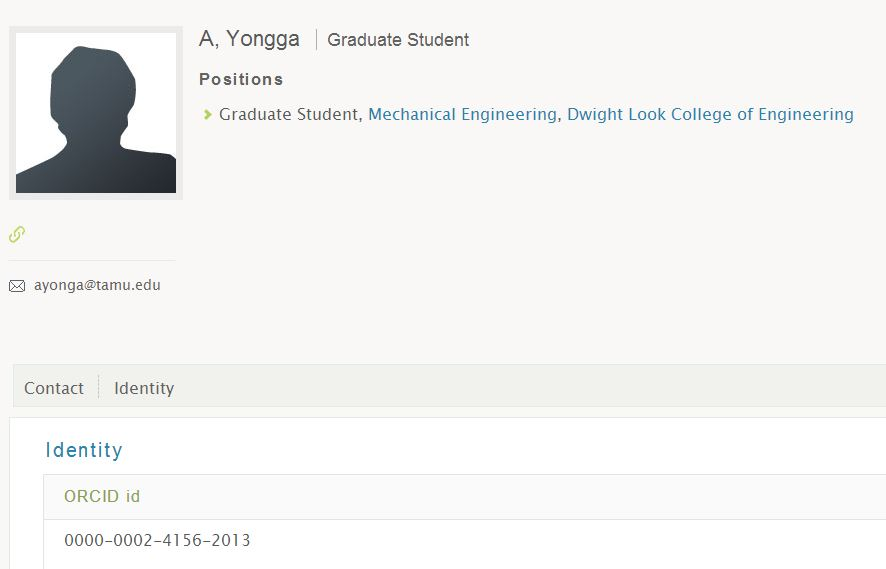 A, Yongga Graduate Student
Positions
Graduate Student, Mechanical Engineering, Dwight Look College of Engineering
ayonga@tamu.edu
Contact Identity
Identity
ORCID id
0000-0002-4156-2013